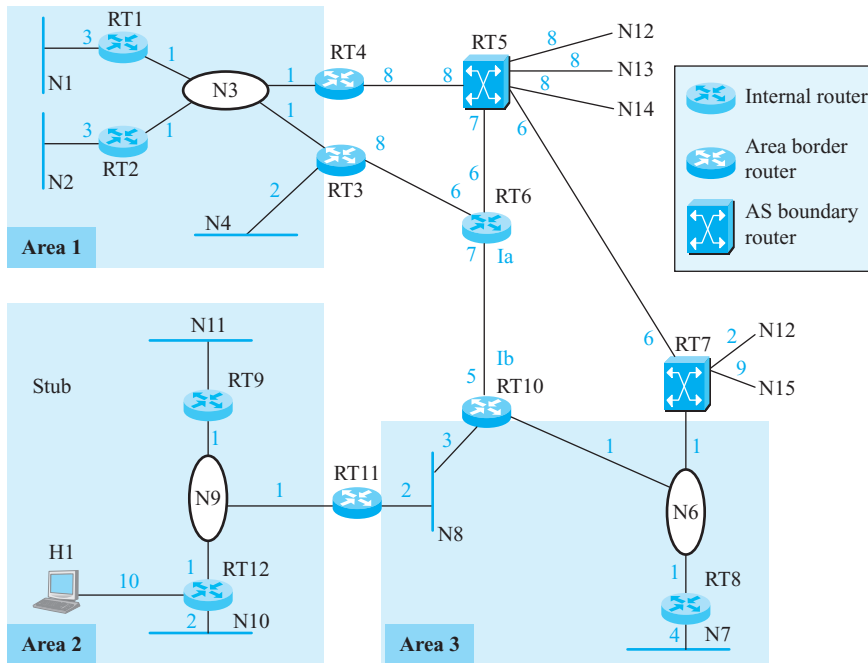 RT1
3
1
N1
N3
RT4
1
8
8
RT5
7
8
N12
8
N13
8
N14
6
1
1
3
N2
RT2
8
RT3
2
N4
Area 1
6
6
RT6
7
Ia
Internal router
Area border
router
AS boundary
router
Ib
5
RT10
6
RT7
2
N12
9
N15
1
N11
Stub
RT9
1
N9
1
RT11
2
3
N8
1
N6
H1
10
1
RT12
2
N10
Area 2
Area 3
1
RT8
4
N7